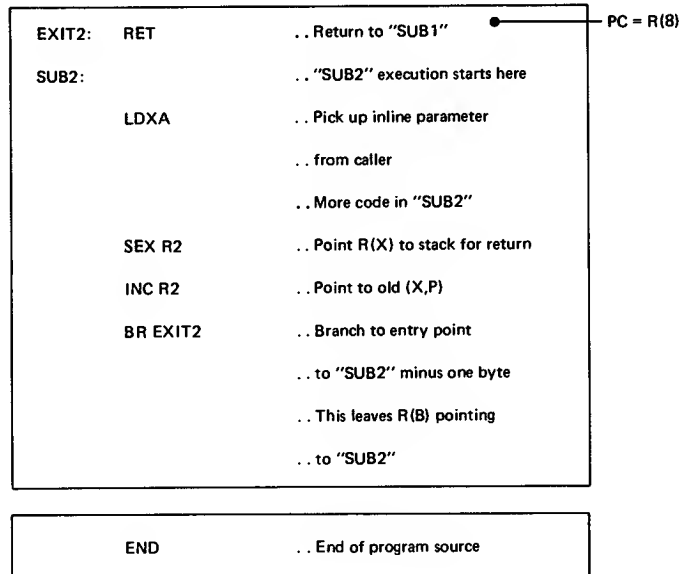 EXIT2: RET ..Return to "SUB1" PC = R(8)
SUB2: .."SUB2" execution starts here
LDXA ..Pick up inline parameter
..from caller
..More code in "SUB2"
SEX R2 ..Point R(X) to stack for return
INC R2 ..Point to old (X,P)
BR EXIT2 ..Branch to entry point
..to "SUB2" minus one byte
..This leaves R(B) pointing
..to "SUB2"
END ..End of program source